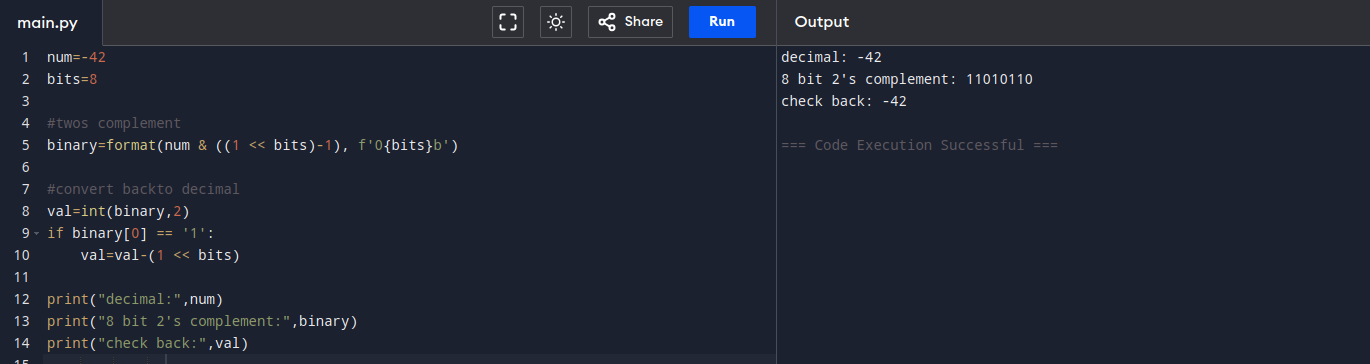 main.py
Share
Run
Output
1 num=-42
2 bits=8
3
4 #twos complement
5 binary=format(num & ((1 << bits)-1), f'0{bits}b')
6
7 #convert backto decimal
8 val=int(binary,2)
9 if binary[0] == '1':
10     val=val-(1 << bits)
11
12 print("decimal:",num)
13 print("8 bit 2's complement:",binary)
14 print("check back:",val)
15
decimal: -42
8 bit 2's complement: 11010110
check back: -42
=== Code Execution Successful ===